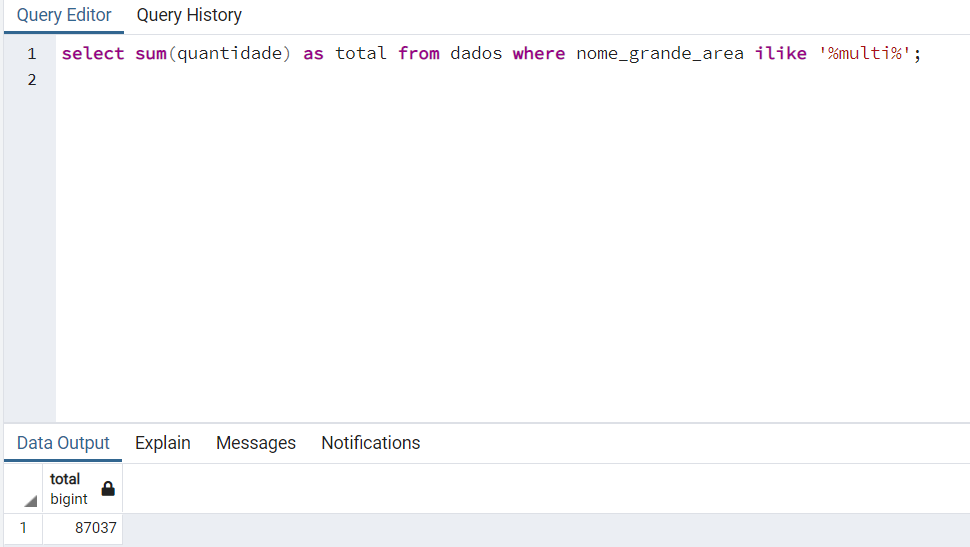 Query Editor Query History
1 select sum(quantidade) as total from dados where nome_grande_area ilike '%multi%';
2
Data Output Explain Messages Notifications
total
bigint
1 87037